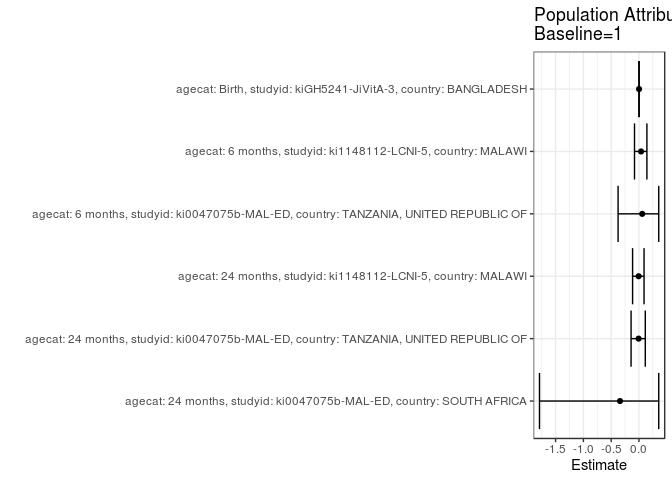 Population Attribu
Baseline=1
agecat: Birth, studyid: kiGH5241-JiVitA-3, country: BANGLADESH
agecat: 6 months, studyid: ki1148112-LCNI-5, country: MALAWI
agecat: 6 months, studyid: ki0047075b-MAL-ED, country: TANZANIA, UNITED REPUBLIC OF
agecat: 24 months, studyid: ki1148112-LCNI-5, country: MALAWI
agecat: 24 months, studyid: ki0047075b-MAL-ED, country: TANZANIA, UNITED REPUBLIC OF
agecat: 24 months, studyid: ki0047075b-MAL-ED, country: SOUTH AFRICA
-1.5 -1.0 -0.5 0.0
Estimate